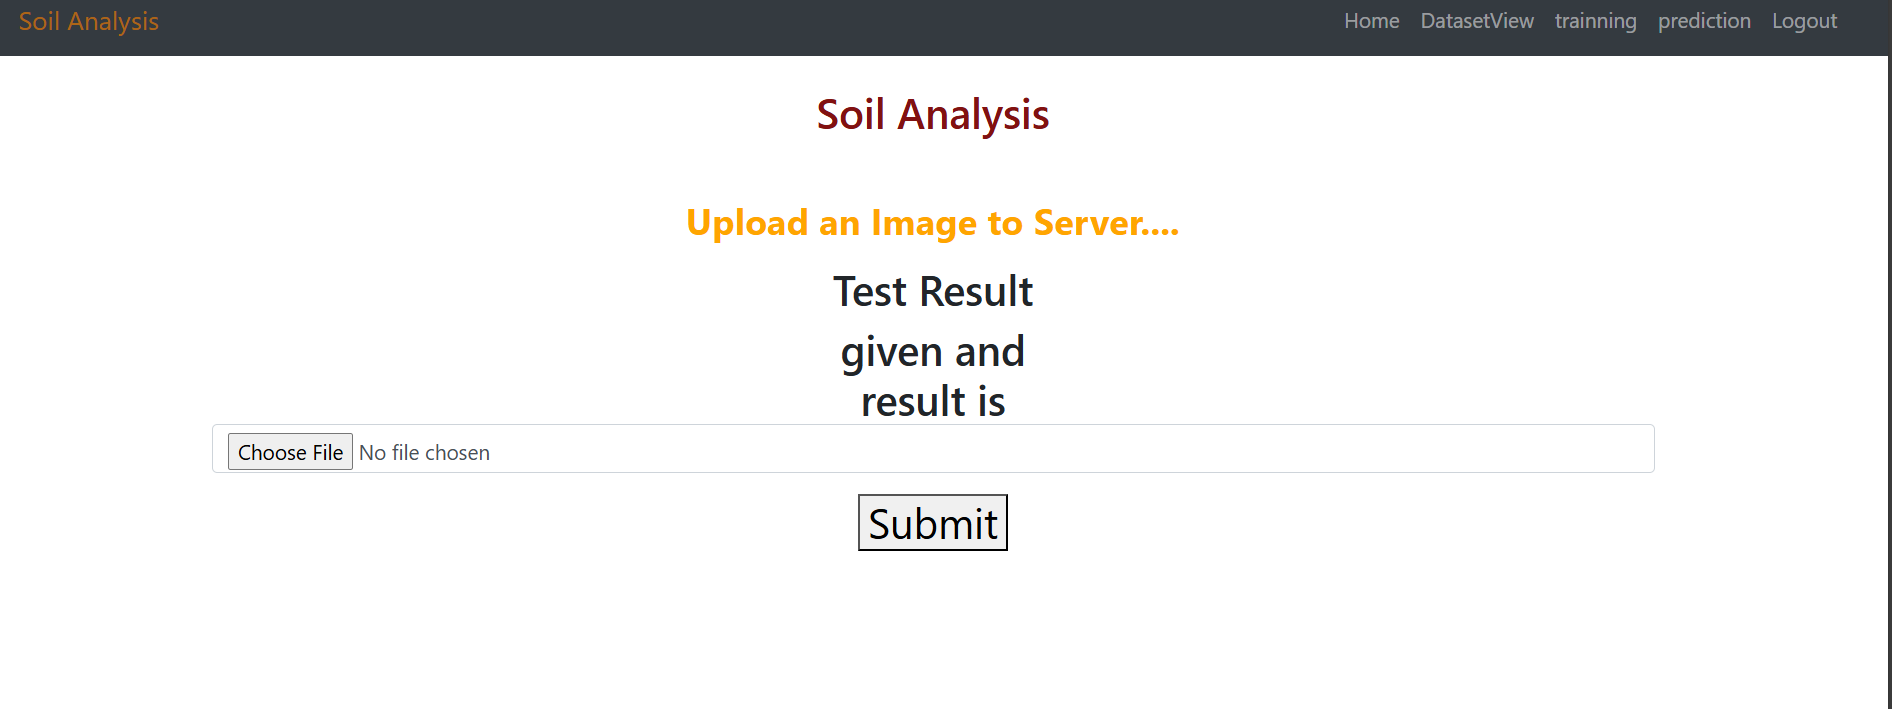 Soil Analysis Home DatasetView trainning prediction Logout
Soil Analysis
Upload an Image to Server....
Test Result
given and
result is
Choose File No file chosen
Submit